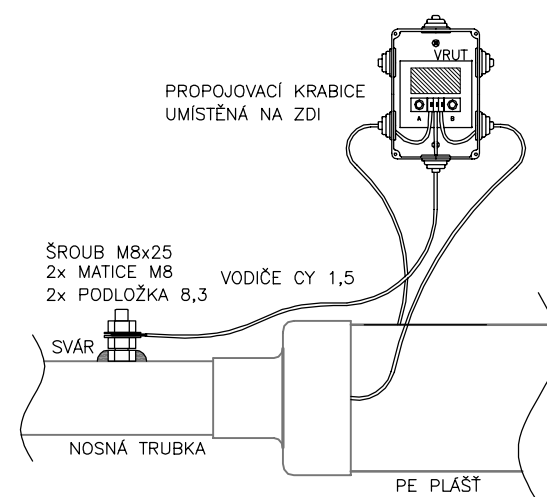 VRUT
PROPOJOVACÍ KRABICE
UMÍSTĚNÁ NA ZDI
A B
ŠROUB M8x25
2x MATICE M8
2x PODLOŽKA 8,3
VODIČE CY 1,5
SVÁR
NOSNÁ TRUBKA
PE PLÁŠŤ